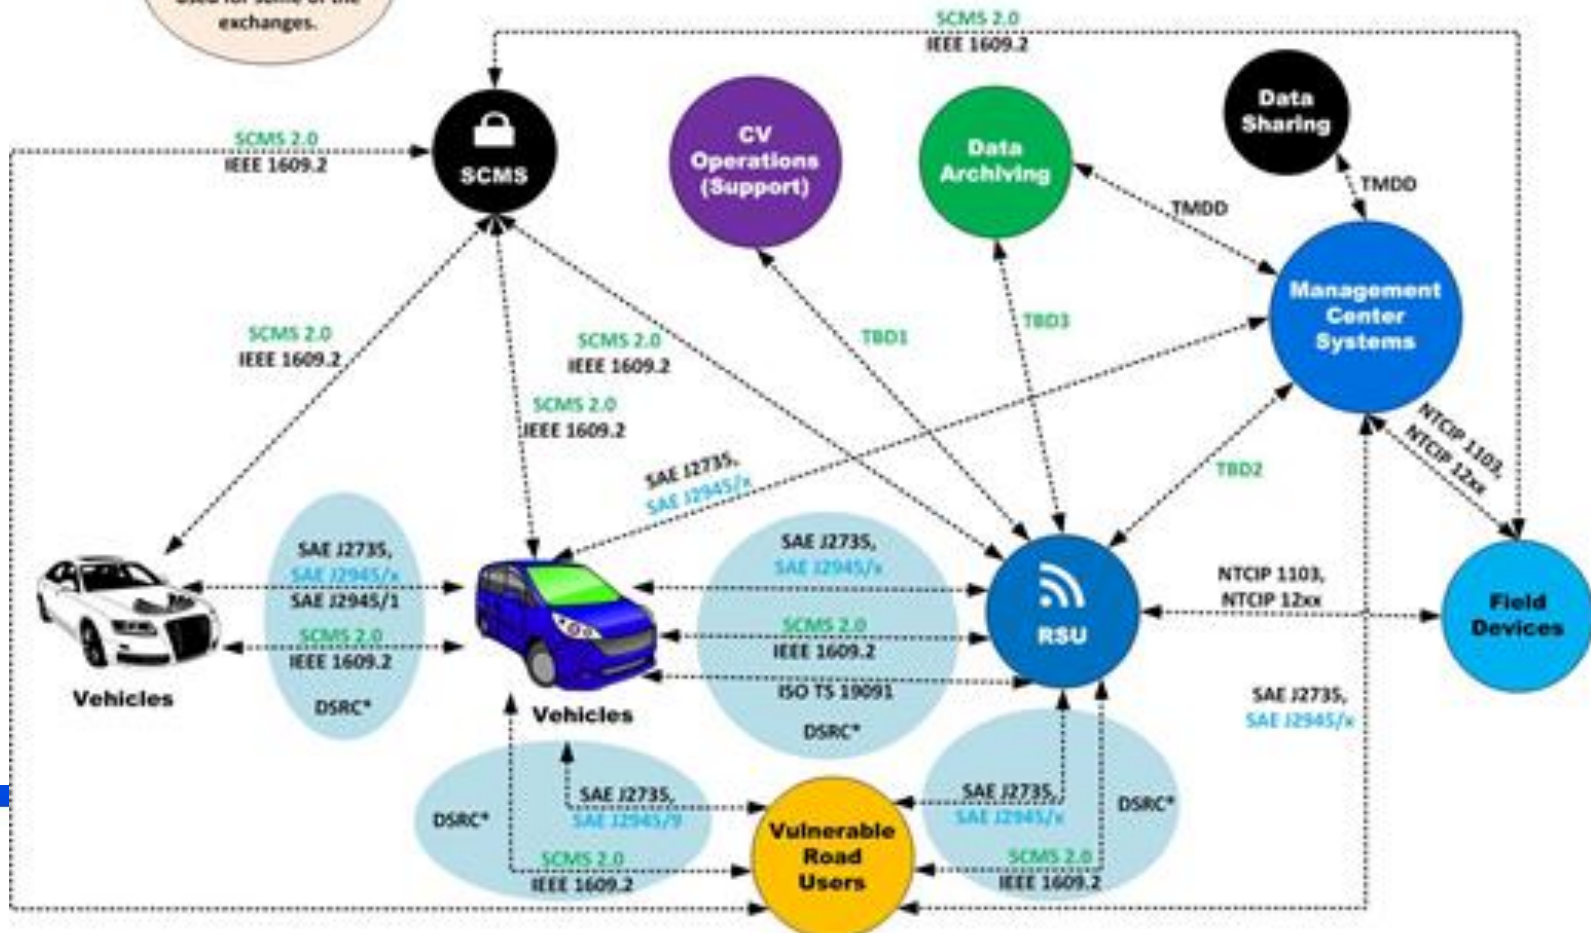 used for some of the
exchanges.
SCMS 2.0
IEEE 1609.2
SCMS 2.0
IEEE 1609.2
SCMS
CV
Operations
(Support)
Data
Archiving
Data
Sharing
TMDD
TMDD
Management
Center
Systems
SCMS 2.0
IEEE 1609.2
SCMS 2.0
IEEE 1609.2
SCMS 2.0
IEEE 1609.2
TBD1
TBD3
TBD2
NTCIP 1103,
NTCIP 12xx
SAE J2735,
SAE J2945/x
SAE J2735,
SAE J2945/x
SAE J2945/1
SCMS 2.0
IEEE 1609.2
DSRC*
Vehicles
Vehicles
SAE J2735,
SAE J2945/x
SCMS 2.0
IEEE 1609.2
ISO TS 19091
DSRC*
RSU
NTCIP 1103,
NTCIP 12xx
Field
Devices
SAE J2735,
SAE J2945/x
DSRC*
SAE J2735,
SAE J2945/9
SCMS 2.0
IEEE 1609.2
Vulnerable
Road
Users
SAE J2735,
SAE J2945/x
DSRC*
SCMS 2.0
IEEE 1609.2